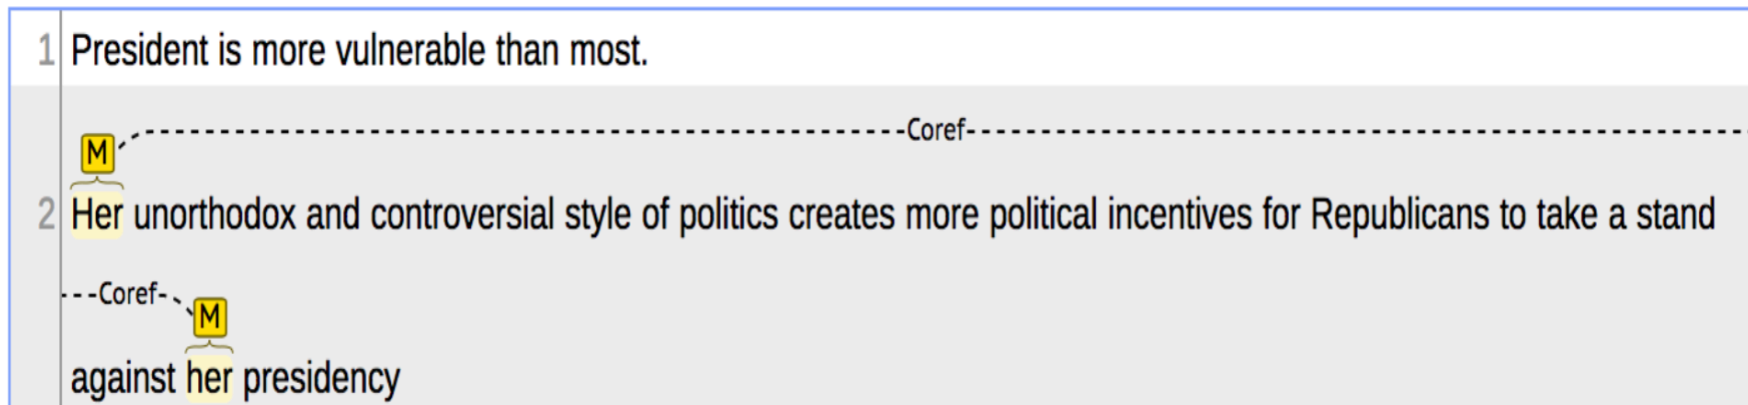 1 President is more vulnerable than most.
Coref
M
2 Her unorthodox and controversial style of politics creates more political incentives for Republicans to take a stand
Coref
M
against her presidency